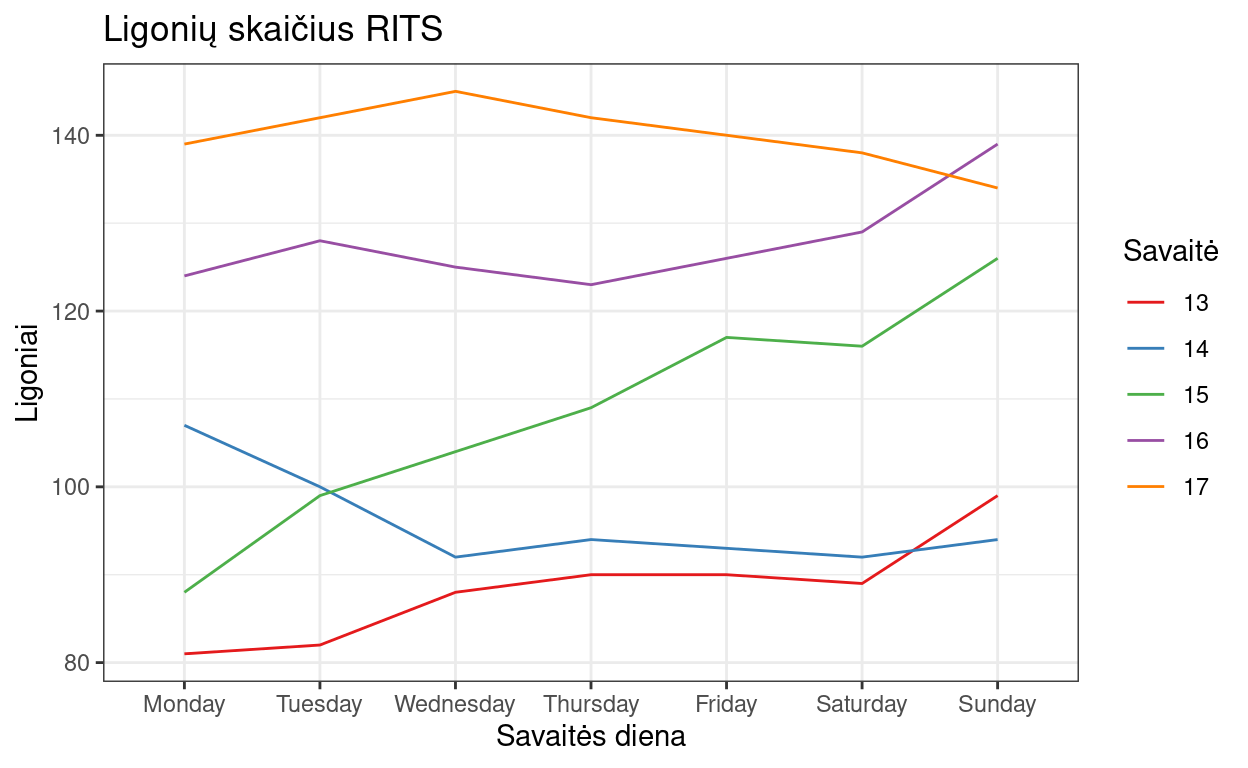 Ligonių skaičius RITS
140
120
100
80
Ligoniai
Monday Tuesday Wednesday Thursday Friday Saturday Sunday
Savaitės diena
Savaitė
13
14
15
16
17